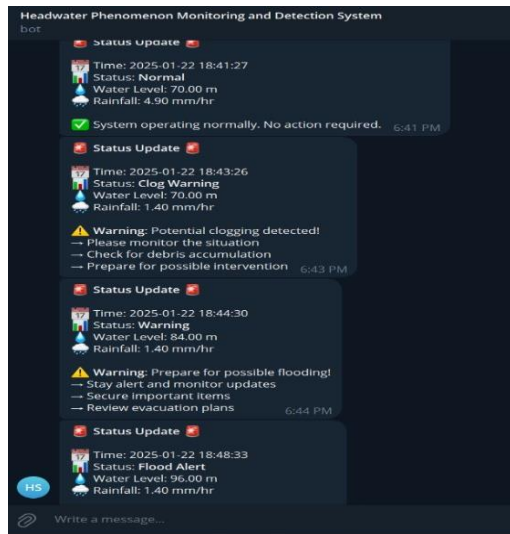 Headwater Phenomenon Monitoring and Detection System
bot
🚨 Status Update 🚨
📅 Time: 2025-01-22 18:41:27
📊 Status: Normal
💧 Water Level: 70.00 m
🌧️ Rainfall: 4.90 mm/hr
✅ System operating normally. No action required. 6:41 PM
🚨 Status Update 🚨
📅 Time: 2025-01-22 18:43:26
📊 Status: Clog Warning
💧 Water Level: 70.00 m
🌧️ Rainfall: 1.40 mm/hr
⚠️ Warning: Potential clogging detected!
→ Please monitor the situation
→ Check for debris accumulation
→ Prepare for possible intervention 6:43 PM
🚨 Status Update 🚨
📅 Time: 2025-01-22 18:44:30
📊 Status: Warning
💧 Water Level: 84.00 m
🌧️ Rainfall: 1.40 mm/hr
⚠️ Warning: Prepare for possible flooding!
→ Stay alert and monitor updates
→ Secure important items
→ Review evacuation plans 6:44 PM
🚨 Status Update 🚨
📅 Time: 2025-01-22 18:48:33
📊 Status: Flood Alert
💧 Water Level: 96.00 m
🌧️ Rainfall: 1.40 mm/hr
HS
Write a message...